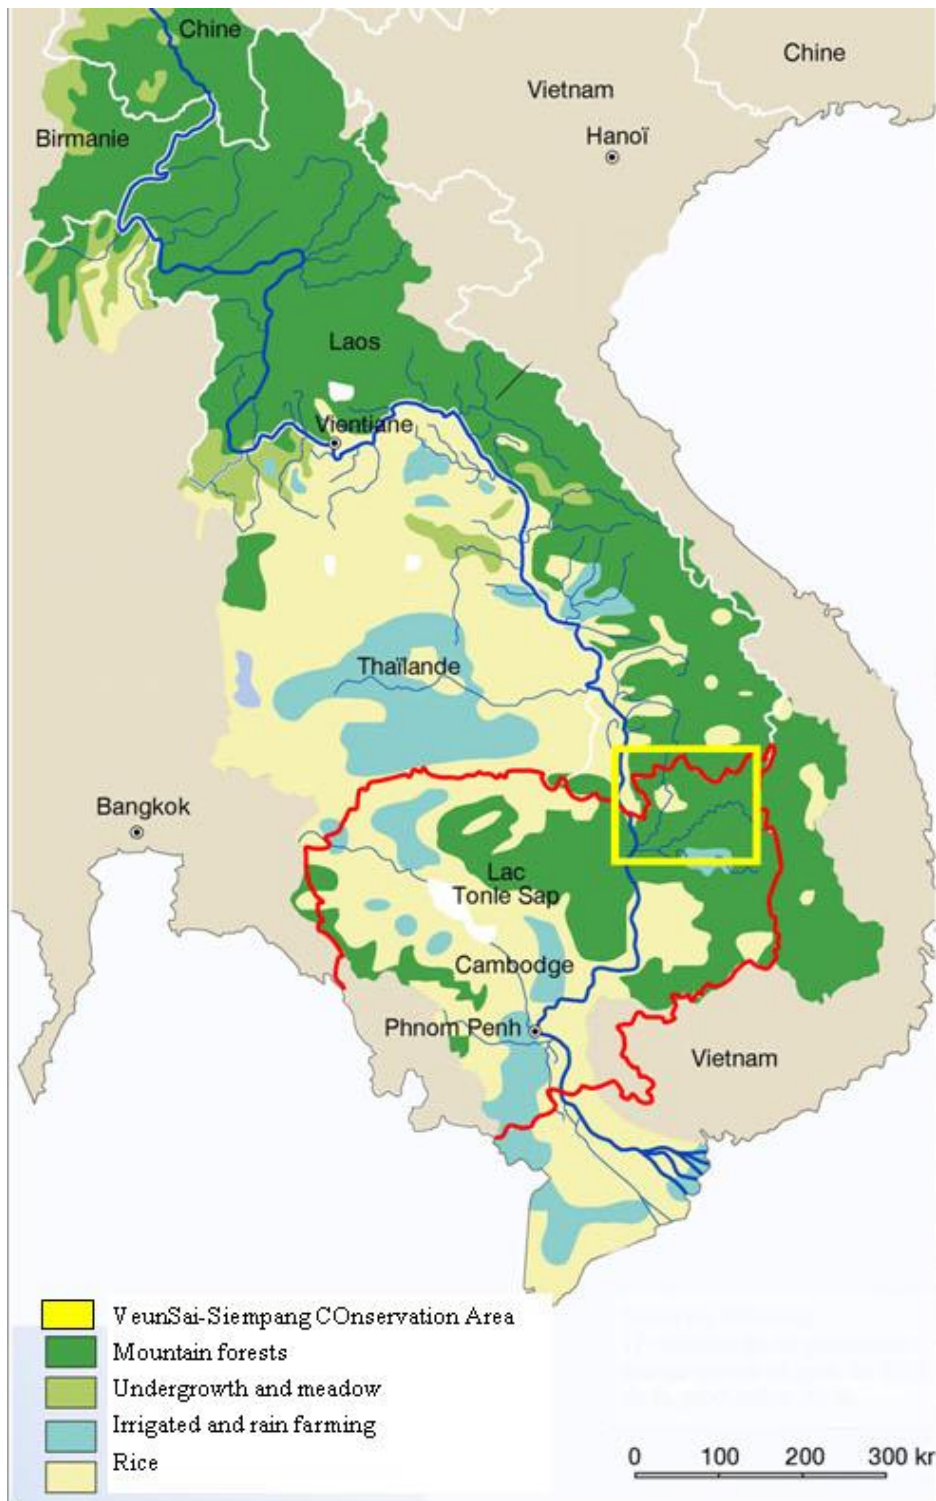 Chine
Chine
Vietnam
Hanoï
Birmanie
Laos
Vientiane
Thaïlande
Bangkok
Lac
Tonle Sap
Cambodge
Phnom Penh
Vietnam
VeunSai-Siempang COnservation Area
Mountain forests
Undergrowth and meadow
Irrigated and rain farming
Rice
0 100 200 300 kr